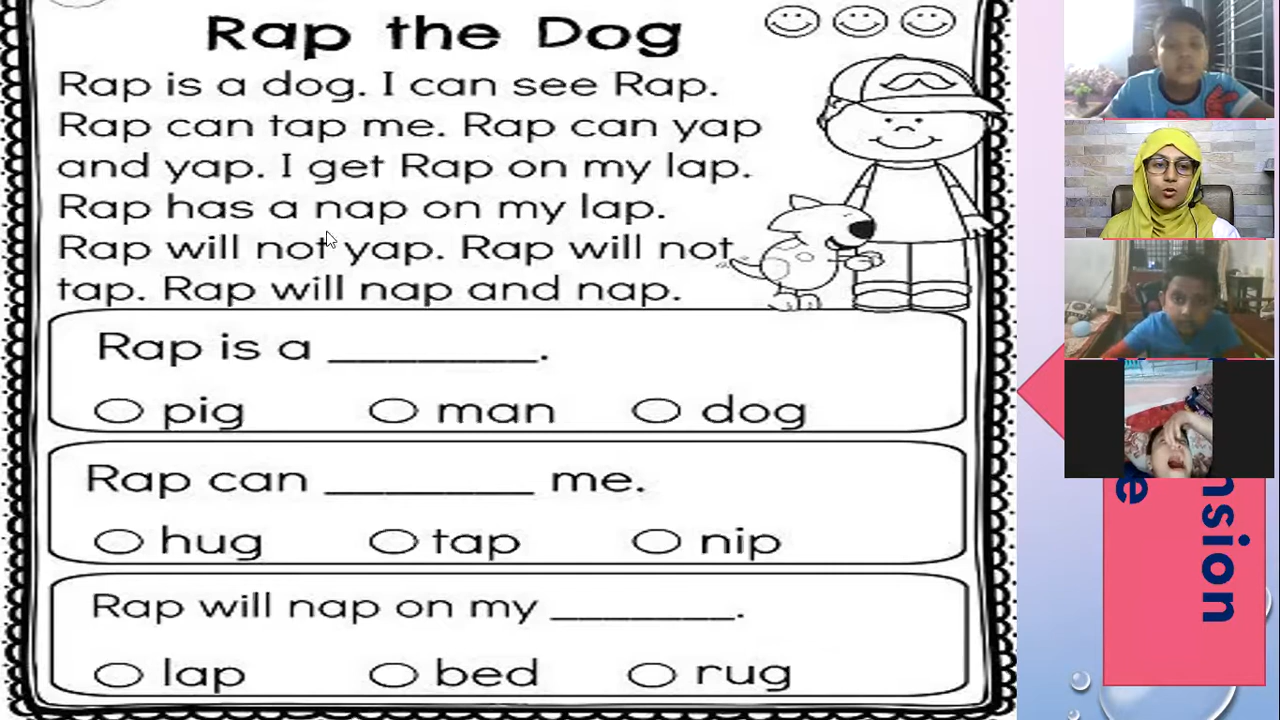 Rap the Dog
Rap is a dog. I can see Rap.
Rap can tap me. Rap can yap
and yap. I get Rap on my lap.
Rap has a nap on my lap.
Rap will not yap. Rap will not
tap. Rap will nap and nap.
Rap is a ________.
pig man dog
Rap can ________ me.
hug tap nip
Rap will nap on my _______.
lap bed rug
nsion
e